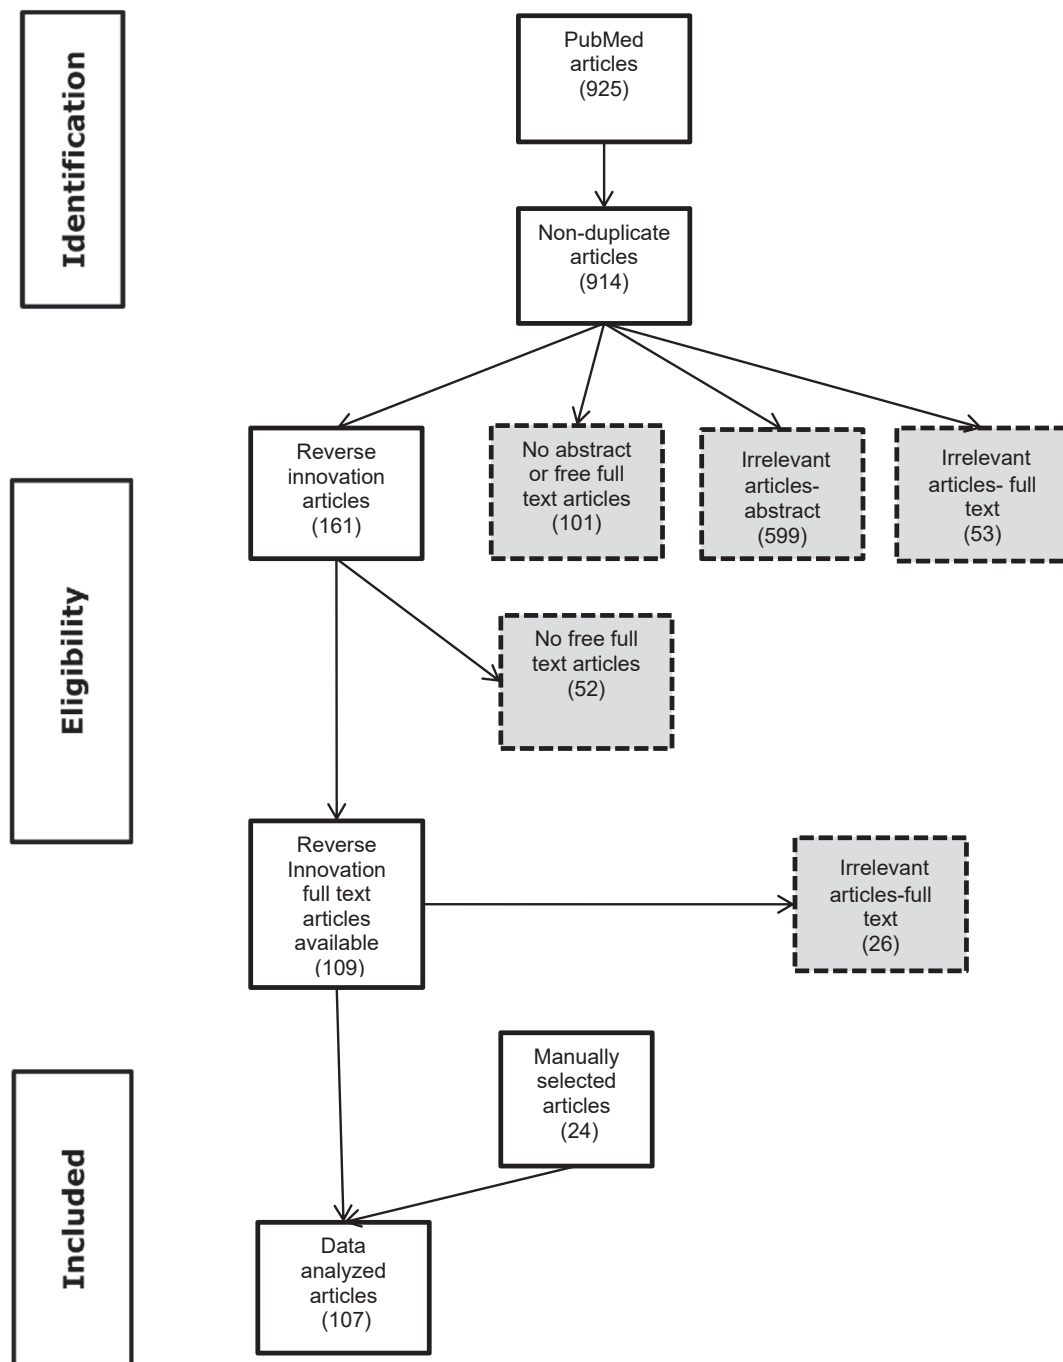 Identification
PubMed
articles
(925)
Non-duplicate
articles
(914)
Eligibility
Reverse
innovation
articles
(161)
No abstract
or free full
text articles
(101)
Irrelevant
articles-
abstract
(599)
Irrelevant
articles- full
text
(53)
No free full
text articles
(52)
Reverse
Innovation
full text
articles
available
(109)
Irrelevant
articles-full
text
(26)
Included
Manually
selected
articles
(24)
Data
analyzed
articles
(107)